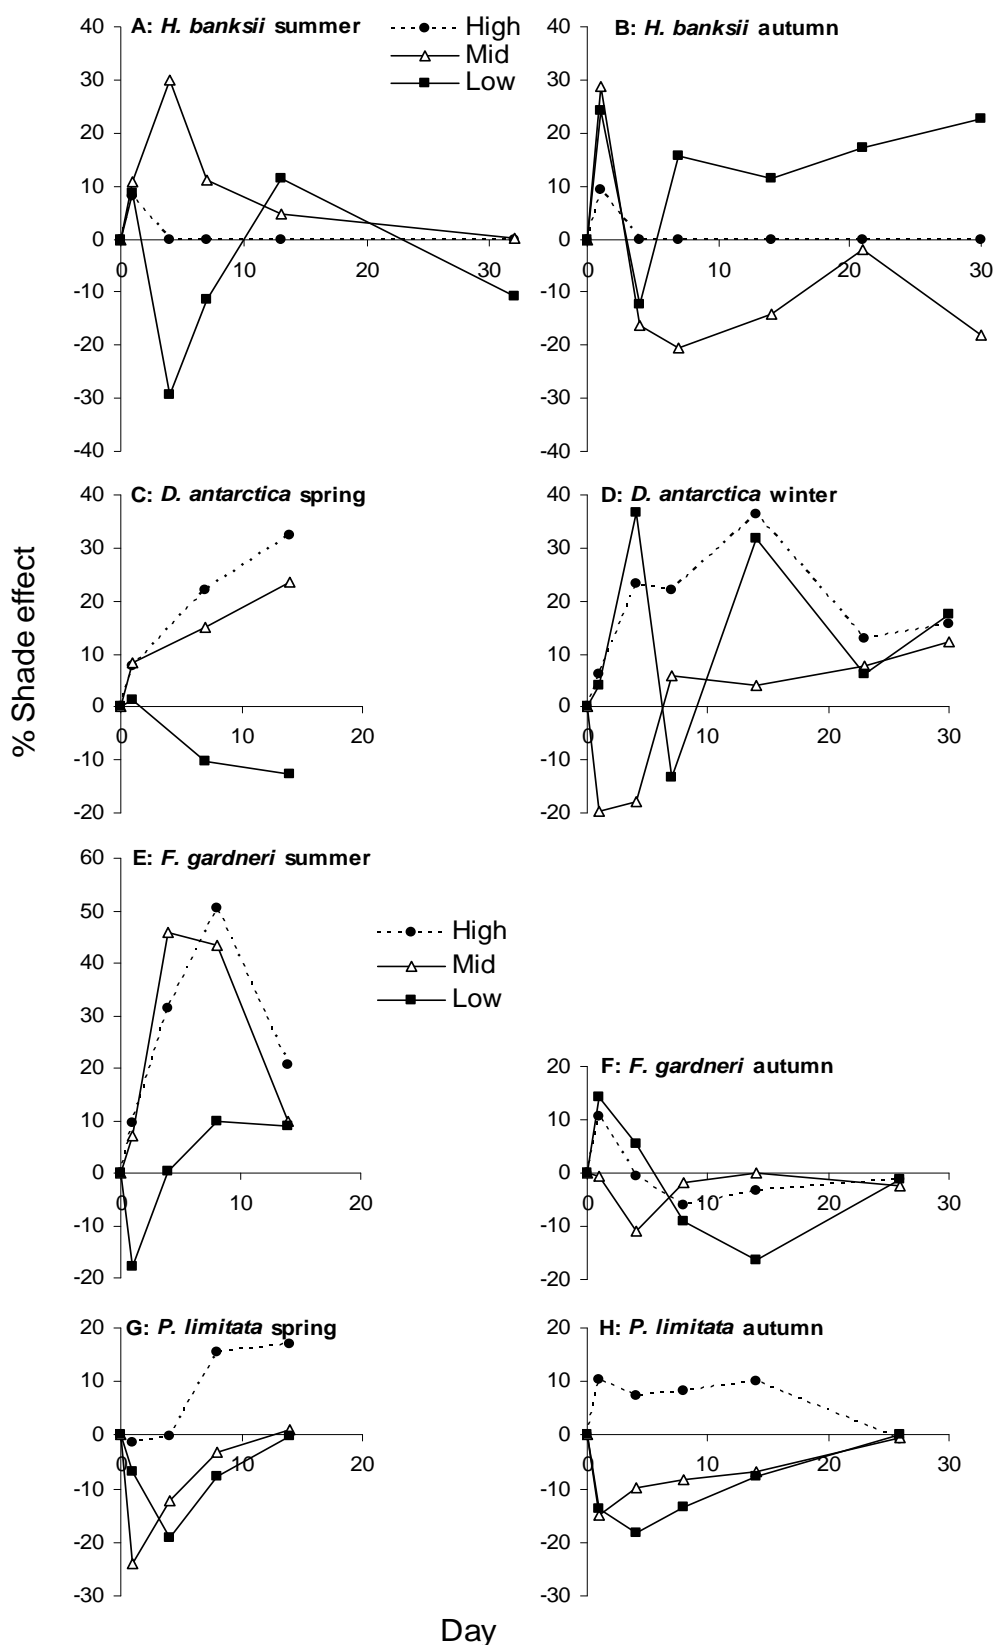 A: H. banksii summer
High
Mid
Low
40
30
20
10
0
-10
-20
-30
-40
0 10 20 30
B: H. banksii autumn
40
30
20
10
0
-10
-20
-30
-40
0 10 20 30
C: D. antarctica spring
40
30
20
10
0
-10
-20
0 10 20
D: D. antarctica winter
40
30
20
10
0
-10
-20
0 10 20 30
% Shade effect
E: F. gardneri summer
60
50
40
30
20
10
0
-10
-20
0 10 20
High
Mid
Low
F: F. gardneri autumn
20
10
0
-10
-20
0 10 20 30
G: P. limitata spring
20
10
0
-10
-20
-30
0 10 20
H: P. limitata autumn
20
10
0
-10
-20
-30
0 10 20 30
Day